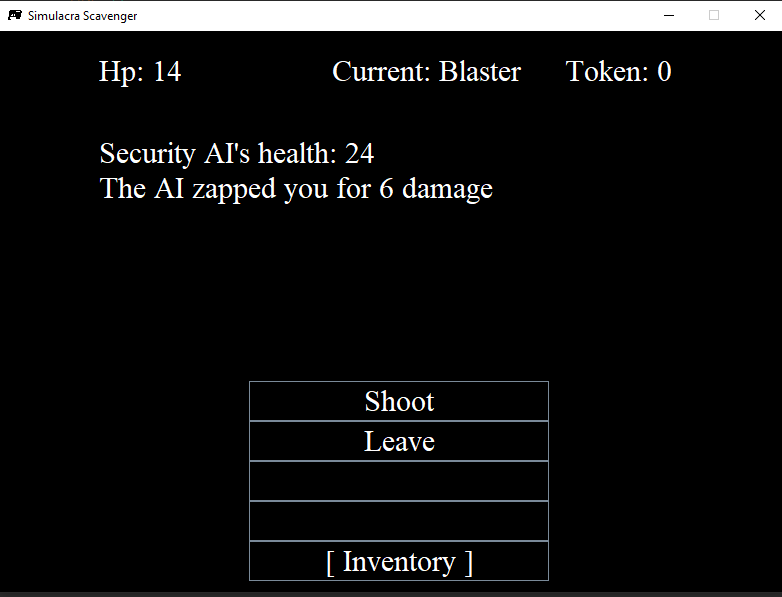 Simulacra Scavenger
Hp: 14 Current: Blaster Token: 0
Security AI's health: 24
The AI zapped you for 6 damage
Shoot
Leave
[ Inventory ]